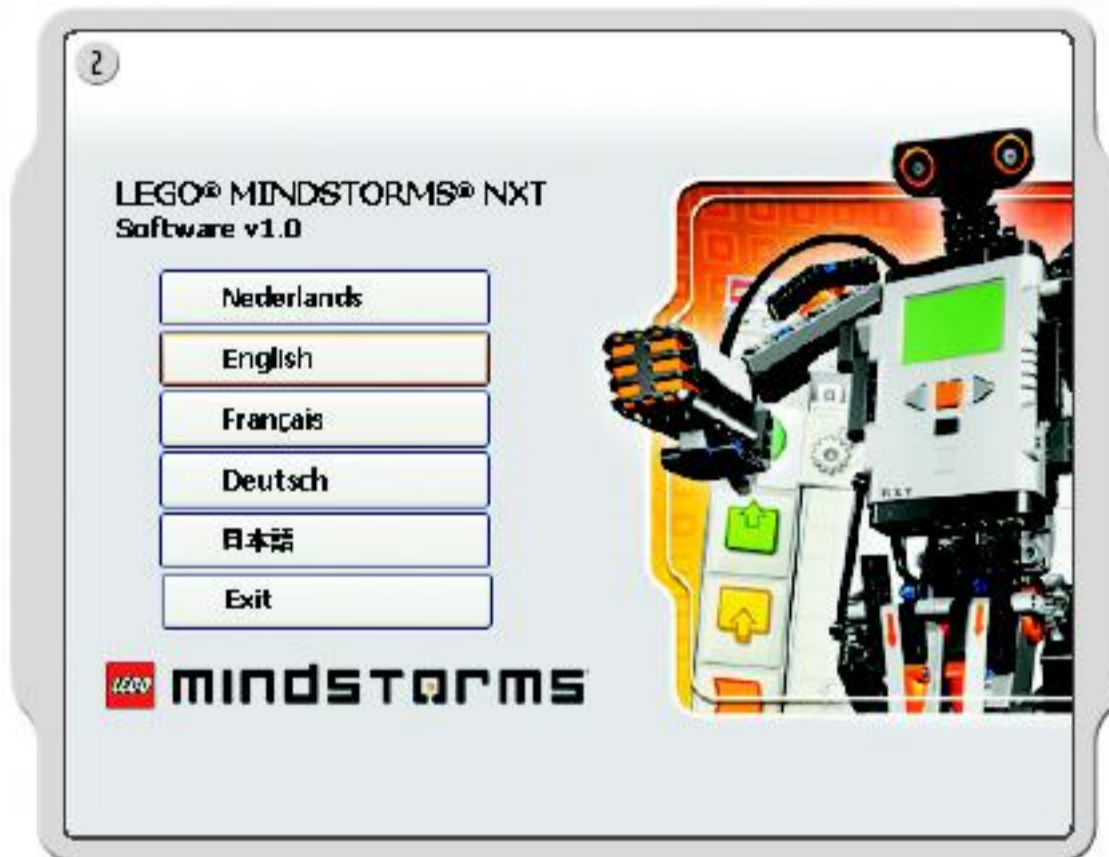 2
LEGO® MINDSTORMS® NXT
Software v1.0
Nederlands
English
Français
Deutsch
日本語
Exit
LEGO mindstorms
NXT